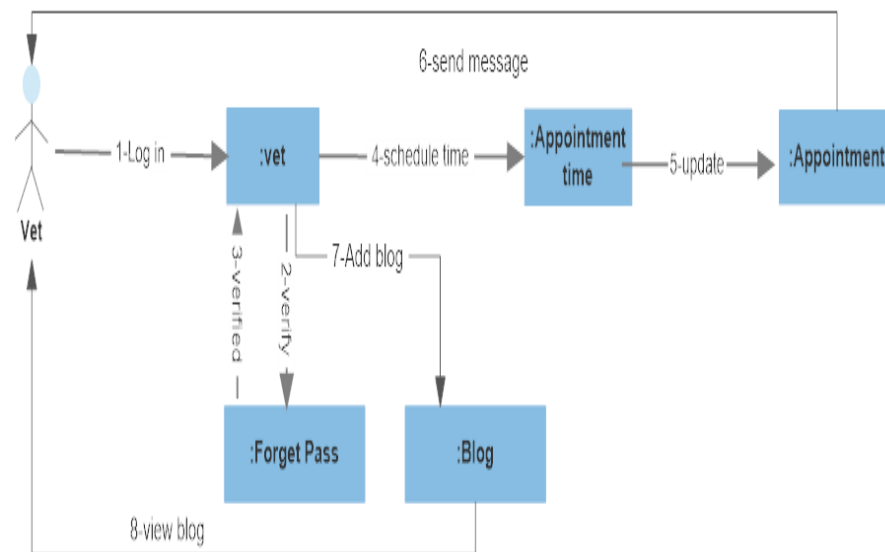 6-send message
1-Log in
:vet
4-schedule time
:Appointment
time
5-update
:Appointment
Vet
3-verified
2-verify
7-Add blog
:Forget Pass
:Blog
8-view blog